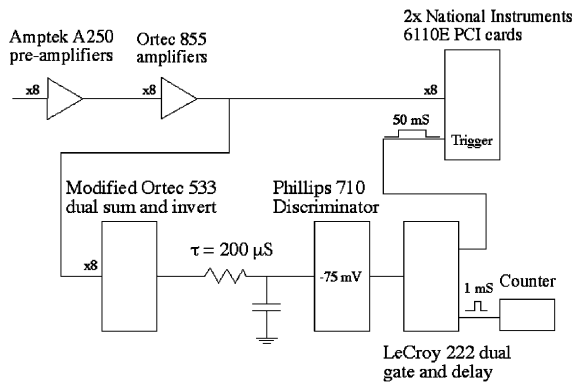 2x National Instruments
6110E PCI cards
Amptek A250
pre-amplifiers
Ortec 855
amplifiers
x8
x8
x8
50 mS
Trigger
Modified Ortec 533
dual sum and invert
Phillips 710
Discriminator
τ = 200 μS
x8
-75 mV
1 mS
Counter
LeCroy 222 dual
gate and delay